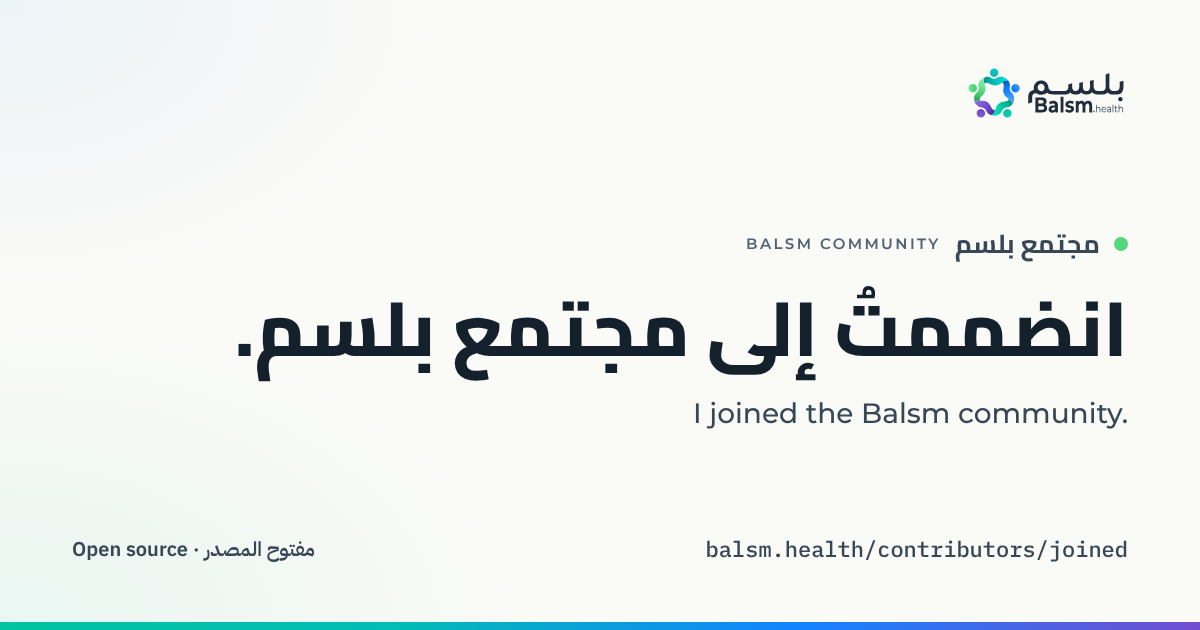 بلسم
Balsm.health
مجتمع بلسم BALSM COMMUNITY
انضممتُ إلى مجتمع بلسم.
I joined the Balsm community.
balsm.health/contributors/joined
Open source · مفتوح المصدر